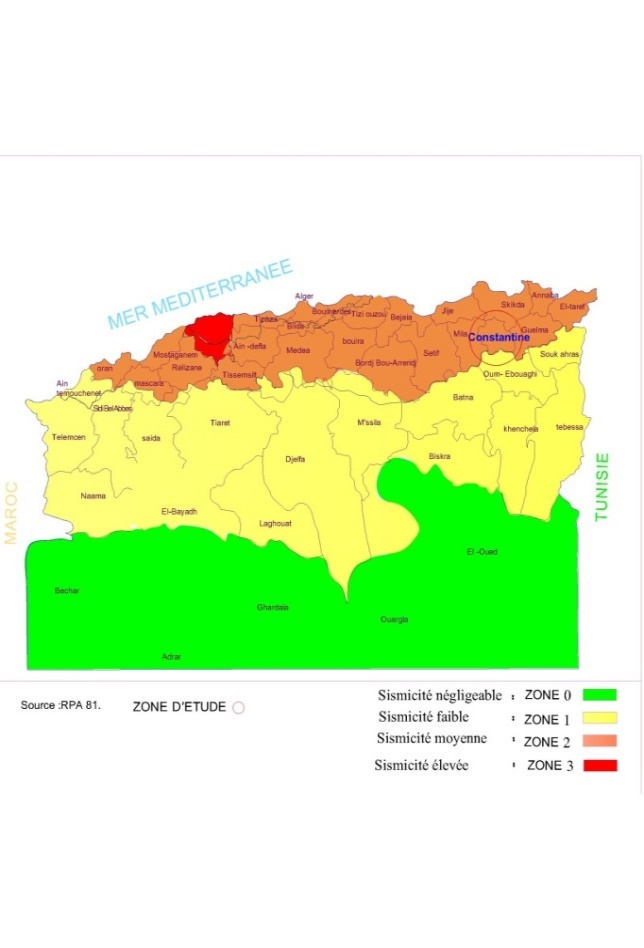 MER MEDITERRANEE
Alger
Annaba
Skikda
El-taref
Jije
Boumerdes
Tizi ouzou
Bejaia
Tipaza
Blida
Guelma
Mila
Constantine
Ain -defla
Medea
bouira
Setif
Souk ahras
Mostaganem
oran
Relizane
Bordj Bou-Arreridj
Tissemsilt
Oum- Ebouaghi
mascara
Ain
temouchenet
Batna
Sidi Bel Abbes
Tiaret
M'ssila
khencheja
tebessa
Telemcen
saida
Djelfa
Biskra
TUNISIE
MAROC
Naama
El-Bayadh
Laghouat
El -Oued
Bechar
Ghardaia
Ouargla
Adrar
Source :RPA 81.
ZONE D'ETUDE
Sismicité négligeable : ZONE 0
Sismicité faible : ZONE 1
Sismicité moyenne : ZONE 2
Sismicité élevée : ZONE 3